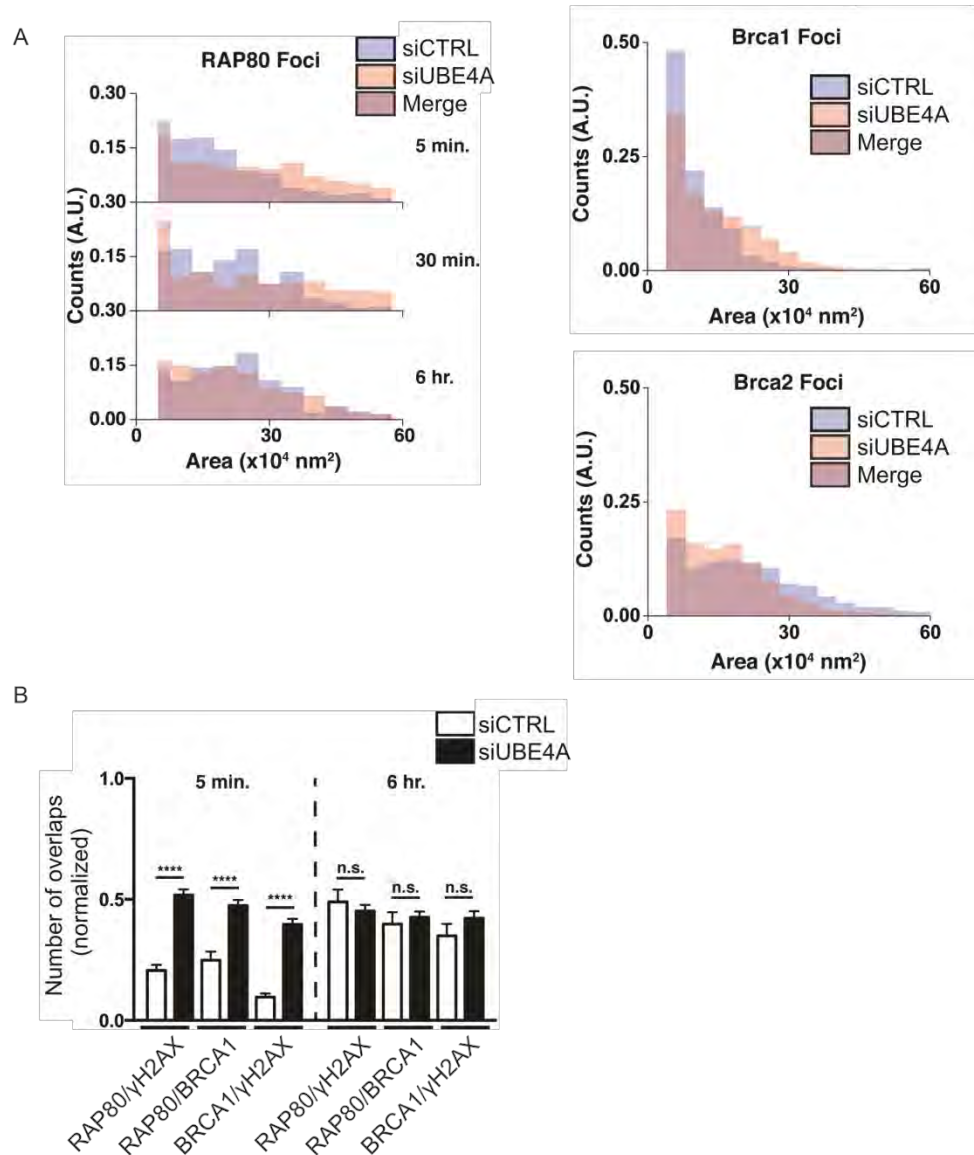 A
RAP80 Foci
siCTRL
siUBE4A
Merge
Counts (A.U.)
0.30
0.15
0.30
0.15
0.30
0.15
0.00
5 min.
30 min.
6 hr.
0 30 60
Area (x10⁴ nm²)
Brca1 Foci
siCTRL
siUBE4A
Merge
Counts (A.U.)
0.50
0.25
0.00
0 30 60
Area (x10⁴ nm²)
Brca2 Foci
siCTRL
siUBE4A
Merge
Counts (A.U.)
0.50
0.25
0.00
0 30 60
Area (x10⁴ nm²)
B
siCTRL
siUBE4A
Number of overlaps
(normalized)
1.0
0.5
0.0
5 min. 6 hr.
**** **** **** n.s. n.s. n.s.
RAP80/γH2AX
RAP80/BRCA1
BRCA1/γH2AX
RAP80/γH2AX
RAP80/BRCA1
BRCA1/γH2AX